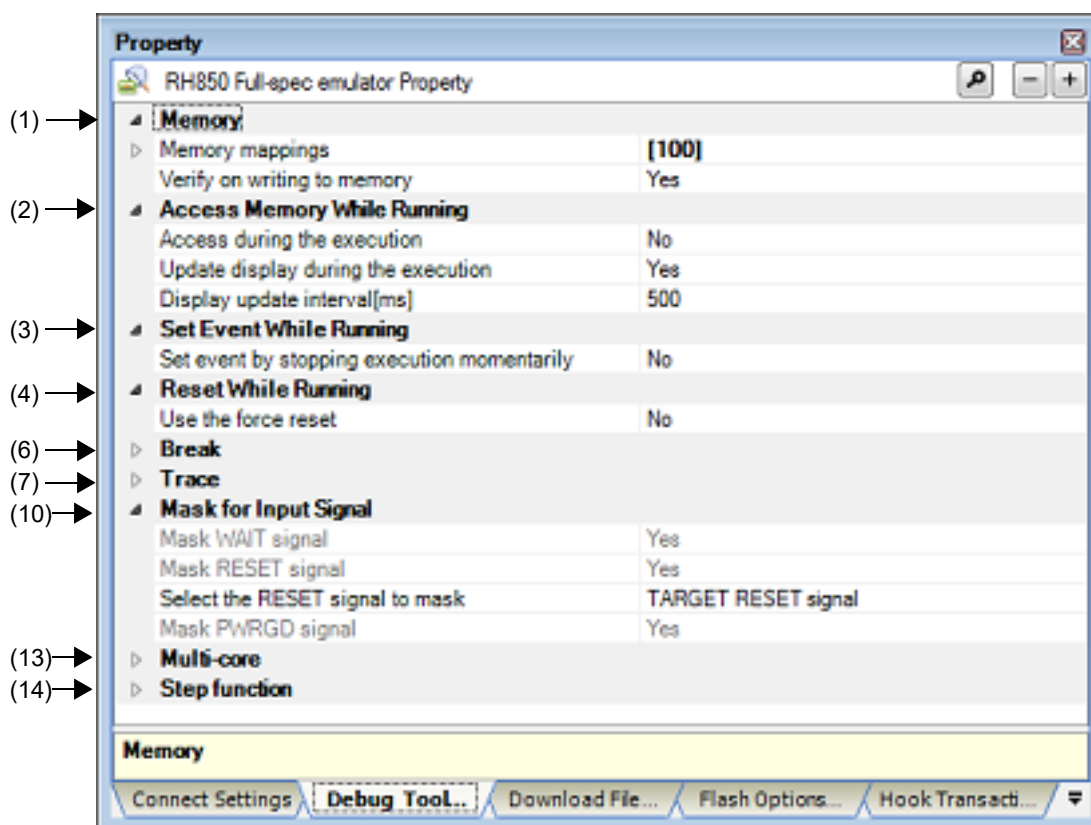 Property
RH850 Full-spec emulator Property
(1) Memory
Memory mappings [100]
Verify on writing to memory Yes
(2) Access Memory While Running
Access during the execution No
Update display during the execution Yes
Display update interval[ms] 500
(3) Set Event While Running
Set event by stopping execution momentarily No
(4) Reset While Running
Use the force reset No
(6) Break
(7) Trace
(10) Mask for Input Signal
Mask WAIT signal Yes
Mask RESET signal Yes
Select the RESET signal to mask TARGET RESET signal
Mask PWRGD signal Yes
(13) Multi-core
(14) Step function
Memory
Connect Settings Debug Tool... Download File... Flash Options... Hook Transacti...